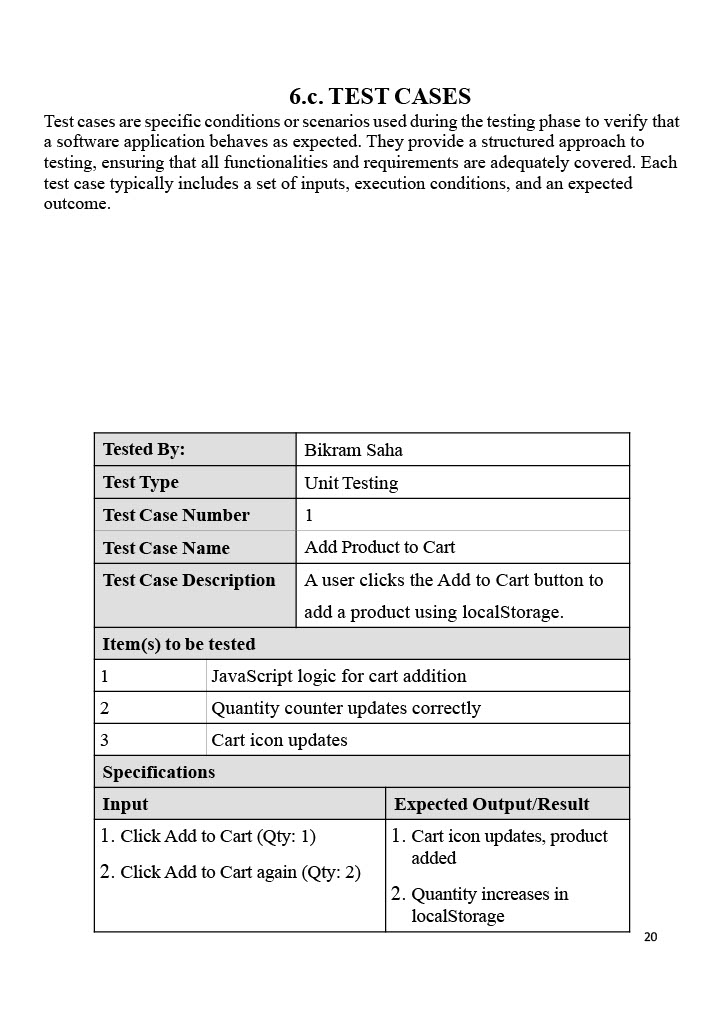 6.c. TEST CASES
Test cases are specific conditions or scenarios used during the testing phase to verify that
a software application behaves as expected. They provide a structured approach to
testing, ensuring that all functionalities and requirements are adequately covered. Each
test case typically includes a set of inputs, execution conditions, and an expected
outcome.
Tested By: Bikram Saha
Test Type Unit Testing
Test Case Number 1
Test Case Name Add Product to Cart
Test Case Description A user clicks the Add to Cart button to
add a product using localStorage.
Item(s) to be tested
1 JavaScript logic for cart addition
2 Quantity counter updates correctly
3 Cart icon updates
Specifications
Input Expected Output/Result
1. Click Add to Cart (Qty: 1)
2. Click Add to Cart again (Qty: 2)
1. Cart icon updates, product
added
2. Quantity increases in
localStorage
20